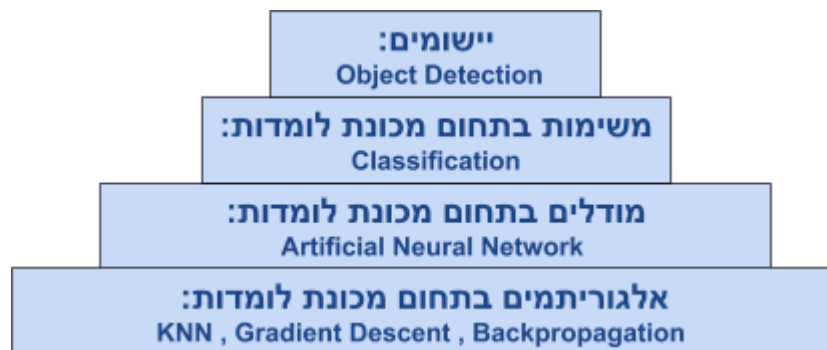 יישומים:
Object Detection
משימות בתחום מכונת לומדות:
Classification
מודלים בתחום מכונת לומדות:
Artificial Neural Network
אלגוריתמים בתחום מכונת לומדות:
KNN , Gradient Descent , Backpropagation